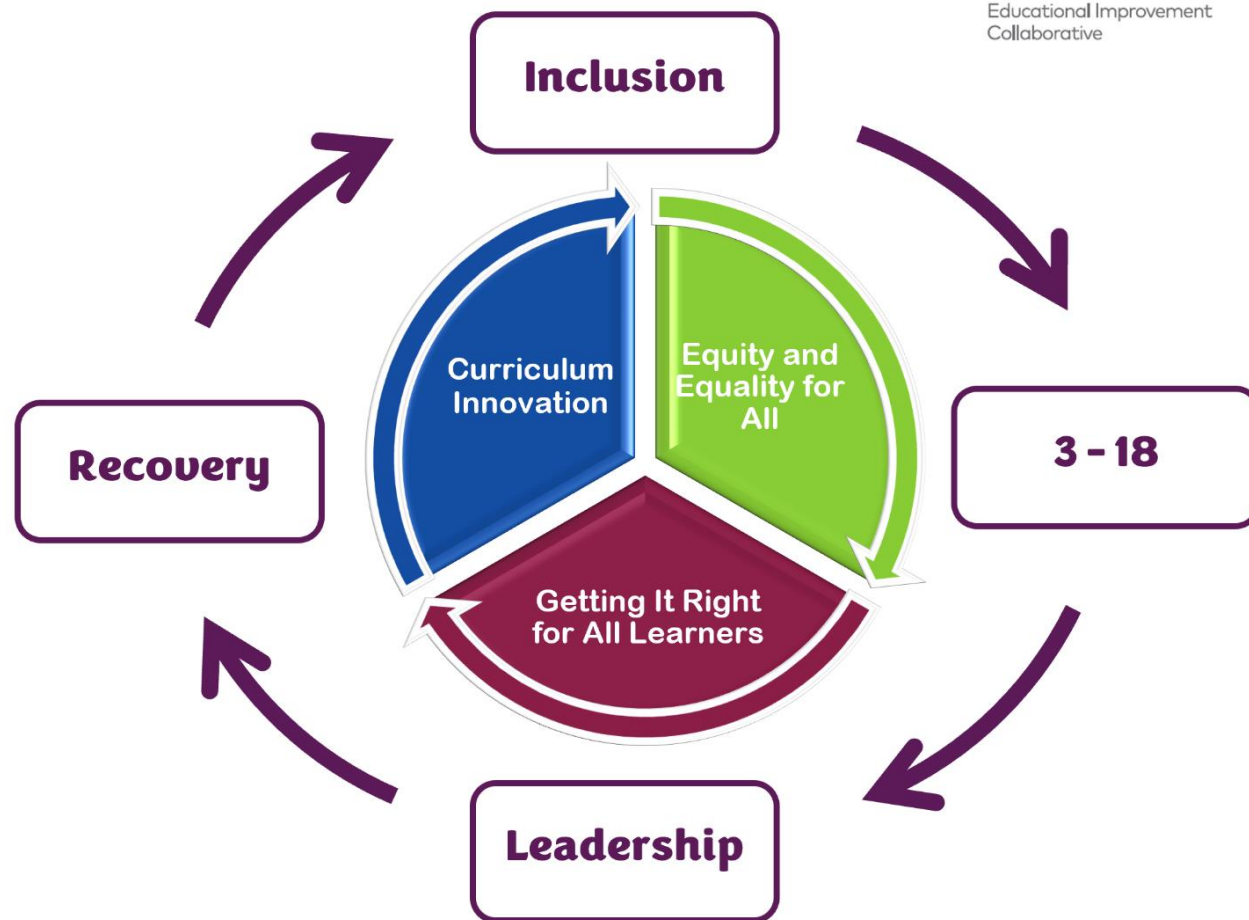 Educational Improvement
Collaborative
Inclusion
Curriculum
Innovation
Equity and
Equality for
All
Recovery
3 - 18
Getting It Right
for All Learners
Leadership